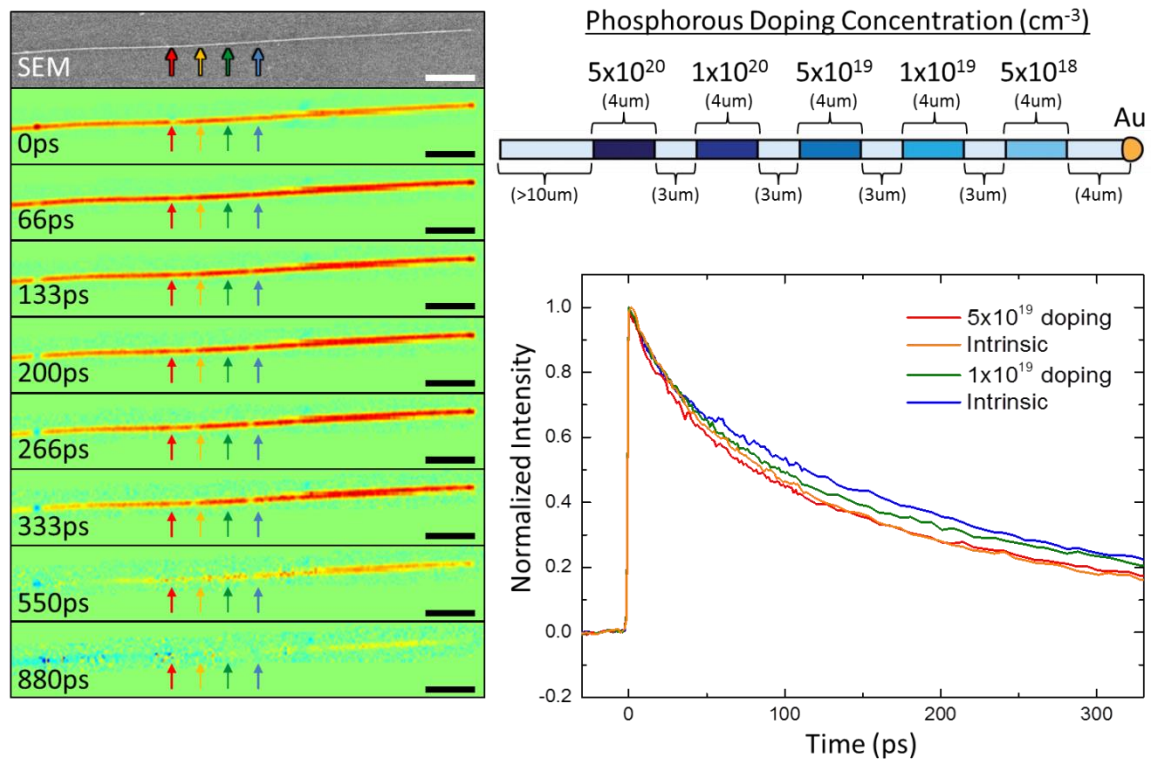 SEM
0ps
66ps
133ps
200ps
266ps
333ps
550ps
880ps
Phosphorous Doping Concentration (cm⁻³)
5x10²⁰ 1x10²⁰ 5x10¹⁹ 1x10¹⁹ 5x10¹⁸
(4um) (4um) (4um) (4um) (4um)
Au
(>10um) (3um) (3um) (3um) (3um) (4um)
5x10¹⁹ doping
Intrinsic
1x10¹⁹ doping
Intrinsic
Normalized Intensity
1.0
0.8
0.6
0.4
0.2
0.0
-0.2
0 100 200 300
Time (ps)